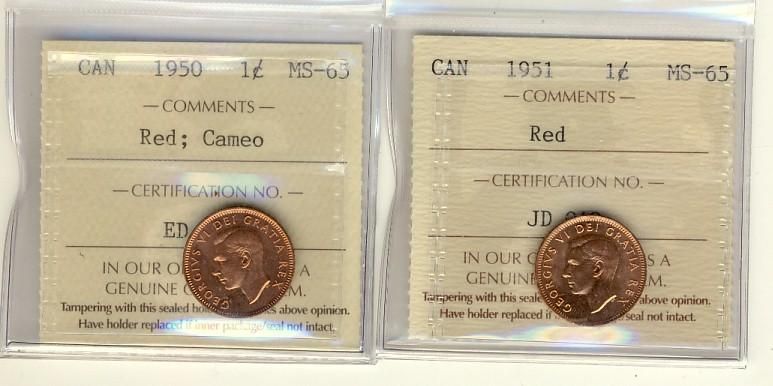 CAN 1950 1¢ MS-65
— COMMENTS —
Red; Cameo
— CERTIFICATION NO. —
ED
IN OUR A
GENUINE
Tampering with this sealed above opinion.
Have holder replaced if inner package/seal not intact.
GEORGIVS VI DEI GRATIA REX
CAN 1951 1¢ MS-65
— COMMENTS —
Red
— CERTIFICATION NO. —
JD
IN OUR A
GENUINE
Tampering with this sealed above opinion.
Have holder replaced if seal not intact.
GEORGIVS VI DEI GRATIA REX